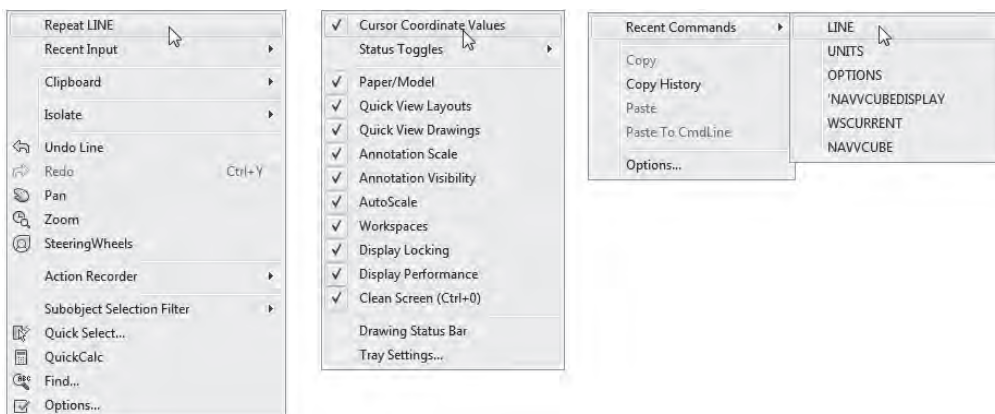 Repeat LINE
Recent Input
Clipboard
Isolate
Undo Line
Redo Ctrl+Y
Pan
Zoom
SteeringWheels
Action Recorder
Subobject Selection Filter
Quick Select...
QuickCalc
Find...
Options...
Cursor Coordinate Values
Status Toggles
Paper/Model
Quick View Layouts
Quick View Drawings
Annotation Scale
Annotation Visibility
AutoScale
Workspaces
Display Locking
Display Performance
Clean Screen (Ctrl+0)
Drawing Status Bar
Tray Settings...
Recent Commands
Copy
Copy History
Paste
Paste To CmdLine
Options...
LINE
UNITS
OPTIONS
'NAVVCUBEDISPLAY
WSCURRENT
NAVVCUBE